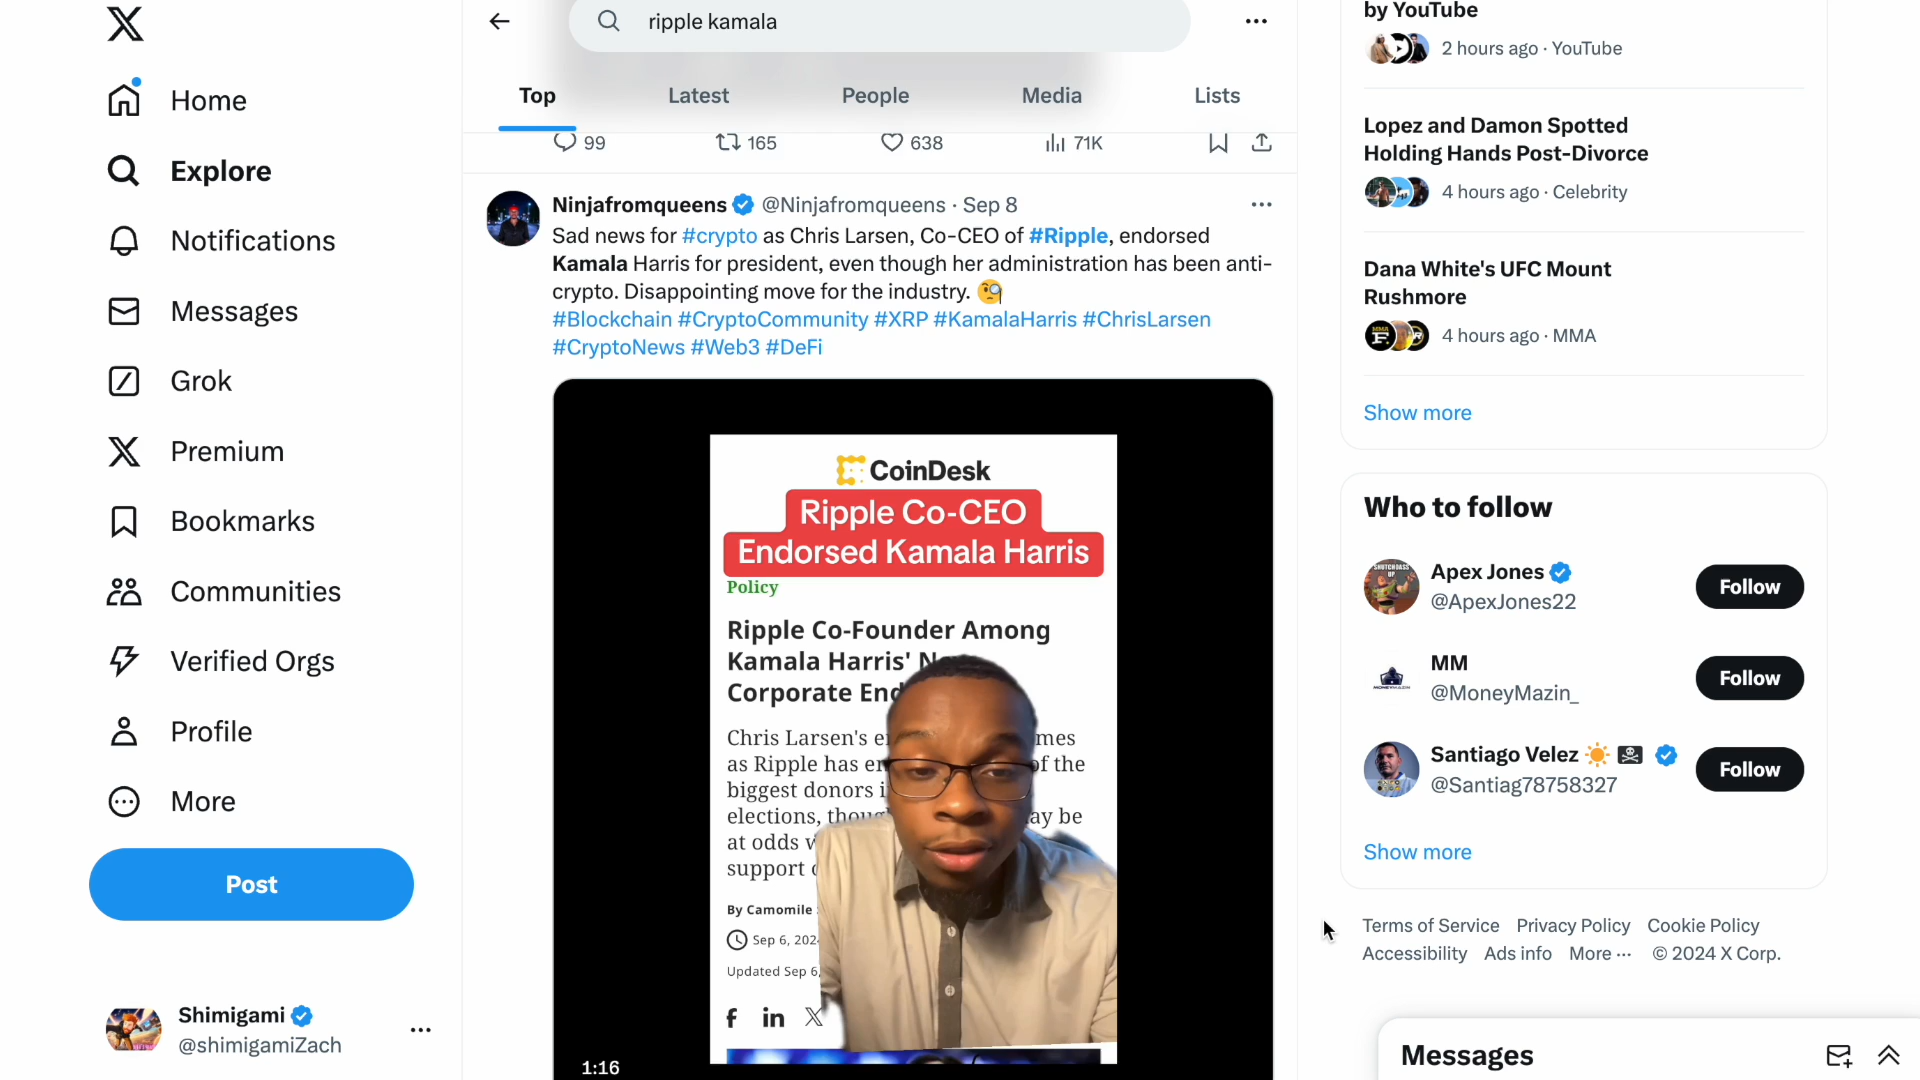 Home
Explore
Notifications
Messages
Grok
Premium
Bookmarks
Communities
Verified Orgs
Profile
More
Post
Shimigami
@shimigamiZach
ripple kamala
Top Latest People Media Lists
99 165 638 71K
Ninjafromqueens @Ninjafromqueens · Sep 8
Sad news for #crypto as Chris Larsen, Co-CEO of #Ripple, endorsed
Kamala Harris for president, even though her administration has been anti-
crypto. Disappointing move for the industry.
#Blockchain #CryptoCommunity #XRP #KamalaHarris #ChrisLarsen
#CryptoNews #Web3 #DeFi
CoinDesk
Ripple Co-CEO
Endorsed Kamala Harris
Policy
Ripple Co-Founder Among
Kamala Harris'
Corporate
Chris Larsen's
as Ripple has of the
biggest donors
elections, be
at odds
support
By Camomile
Sep 6,
Updated Sep 6,
1:16
by YouTube
2 hours ago · YouTube
Lopez and Damon Spotted
Holding Hands Post-Divorce
4 hours ago · Celebrity
Dana White's UFC Mount
Rushmore
4 hours ago · MMA
Show more
Who to follow
Apex Jones
@ApexJones22
Follow
MM
@MoneyMazin_
Follow
Santiago Velez
@Santiag78758327
Follow
Show more
Terms of Service Privacy Policy Cookie Policy
Accessibility Ads info More ··· © 2024 X Corp.
Messages